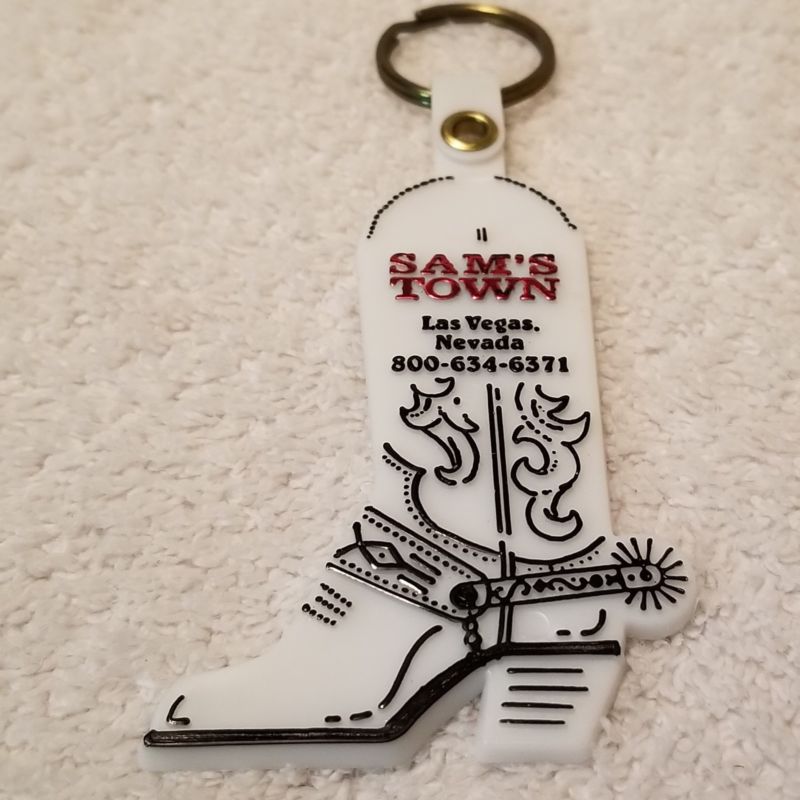 SAM'S
TOWN
Las Vegas.
Nevada
800-634-6371